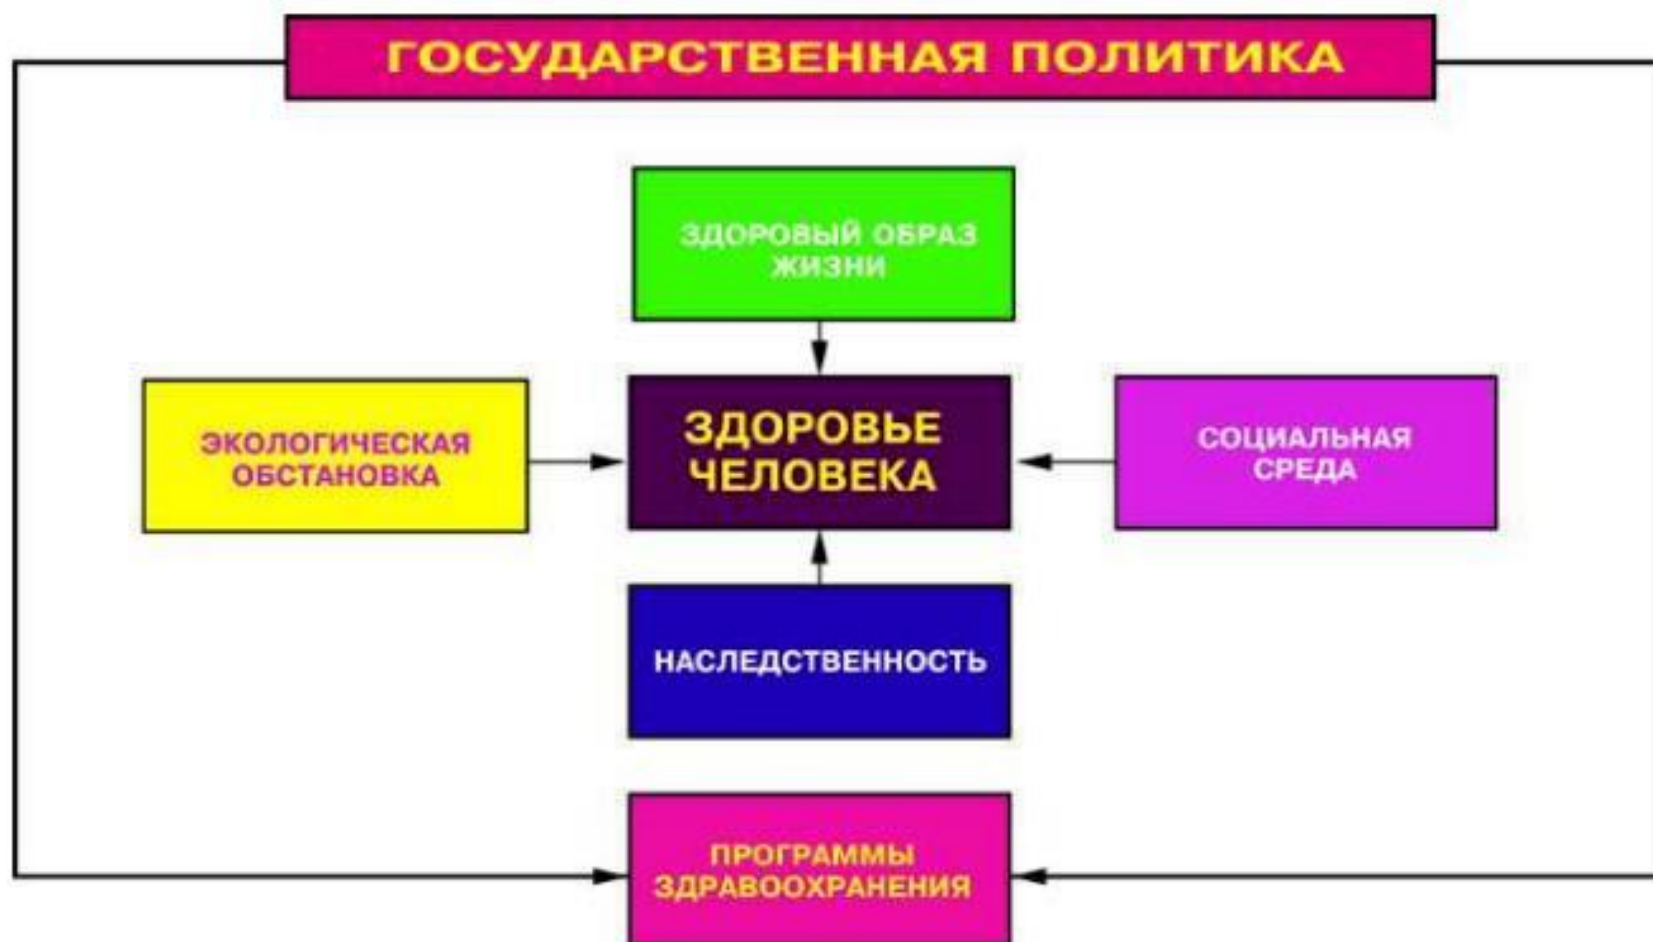 ГОСУДАРСТВЕННАЯ ПОЛИТИКА
ЗДОРОВЫЙ ОБРАЗ
ЖИЗНИ
ЭКОЛОГИЧЕСКАЯ
ОБСТАНОВКА
ЗДОРОВЬЕ
ЧЕЛОВЕКА
СОЦИАЛЬНАЯ
СРЕДА
НАСЛЕДСТВЕННОСТЬ
ПРОГРАММЫ
ЗДРАВООХРАНЕНИЯ